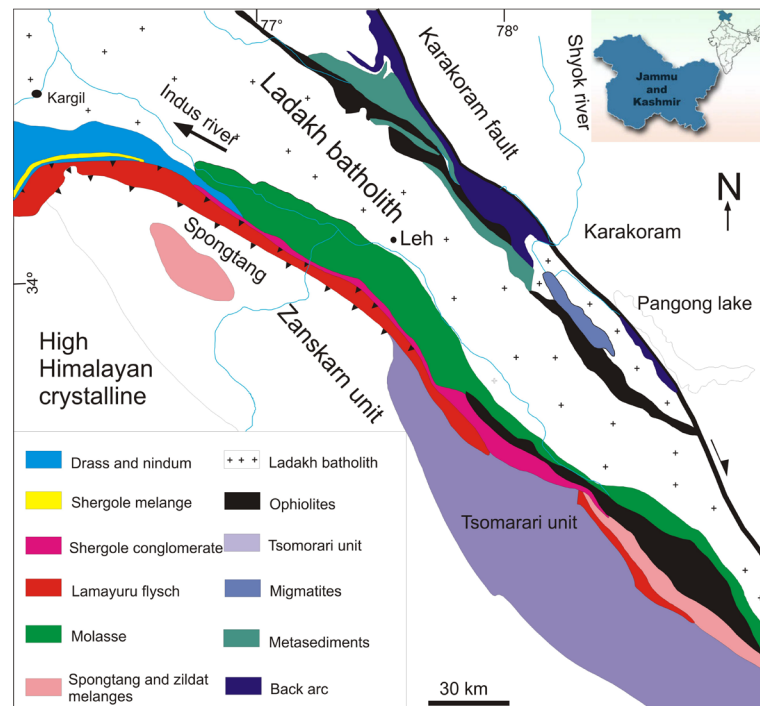 77°
78°
Jammu
and
Kashmir
Kargil
Indus river
Ladakh batholith
Karakoram fault
Shyok river
N
Leh
Karakoram
Spongtang
34°
Pangong lake
Zanskarn unit
High
Himalayan
crystalline
Tsomarari unit
Drass and nindum
Ladakh batholith
Shergole melange
Ophiolites
Shergole conglomerate
Tsomorari unit
Lamayuru flysch
Migmatites
Molasse
Metasediments
Spongtang and zildat
melanges
Back arc
30 km